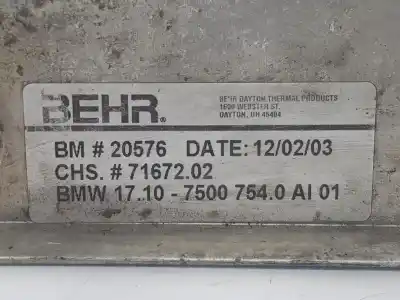 BEHR.
BEHR DAYTON THERMAL PRODUCTS
1600 WEBSTER ST.
DAYTON, OH 45404
BM # 20576 DATE: 12/02/03
CHS. # 71672.02
BMW 17.10 - 7500 754.0 AI 01